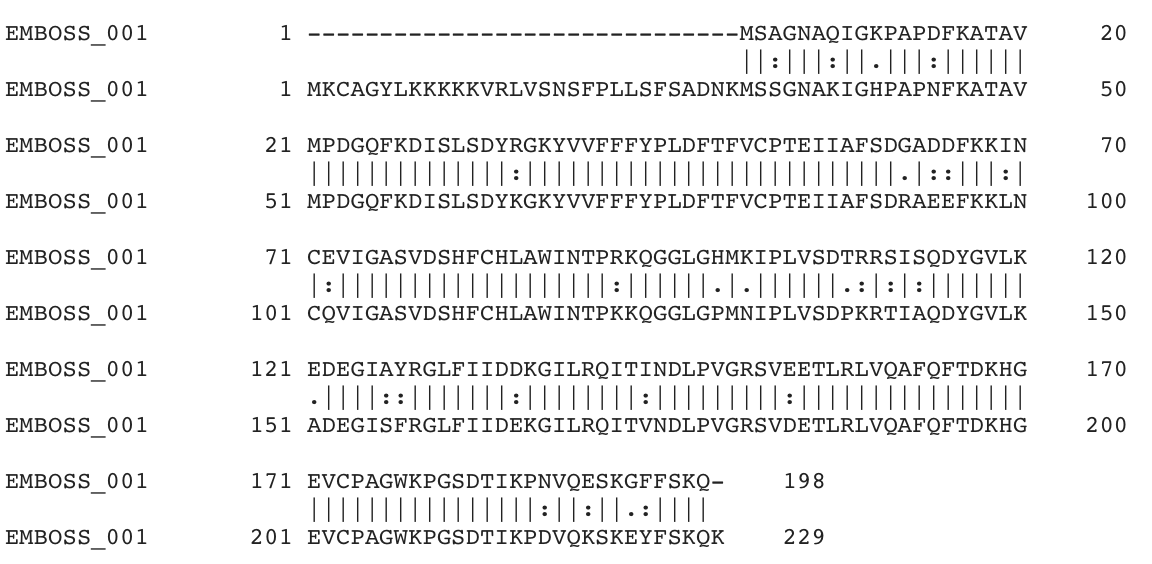 EMBOSS_001 1 ------------------------------MSAGNAQIGKPAPDFKATAV 20
||:|||:||.|||:||||||
EMBOSS_001 1 MKCAGYLKKKKKVRLVSNSFPLLSFSADNKMSSGNAKIGHPAPNFKATAV 50
EMBOSS_001 21 MPDGQFKDISLSDYRGKYVVFFFYPLDFTFVCPTEIIAFSDGADDFKKIN 70
||||||||||||||:||||||||||||||||||||||||||.|::|||:|
EMBOSS_001 51 MPDGQFKDISLSDYKGKYVVFFFYPLDFTFVCPTEIIAFSDRAEEFKKLN 100
EMBOSS_001 71 CEVIGASVDSHFCHLAWINTPRKQGGLGHMKIPLVSDTRRSISQDYGVLK 120
|:|||||||||||||||||||:||||||.|.||||||.:|:|:|||||||
EMBOSS_001 101 CQVIGASVDSHFCHLAWINTPKKQGGLGPMNIPLVSDPKRTIAQDYGVLK 150
EMBOSS_001 121 EDEGIAYRGLFIIDDKGILRQITINDLPVGRSVEETLRLVQAFQFTDKHG 170
.||||::|||||||:||||||||:|||||||||:||||||||||||||||
EMBOSS_001 151 ADEGISFRGLFIIDEKGILRQITVNDLPVGRSVDETLRLVQAFQFTDKHG 200
EMBOSS_001 171 EVCPAGWKPGSDTIKPNVQESKGFFSKQ- 198
||||||||||||||||:||:||.:||||
EMBOSS_001 201 EVCPAGWKPGSDTIKPDVQKSKEYFSKQK 229